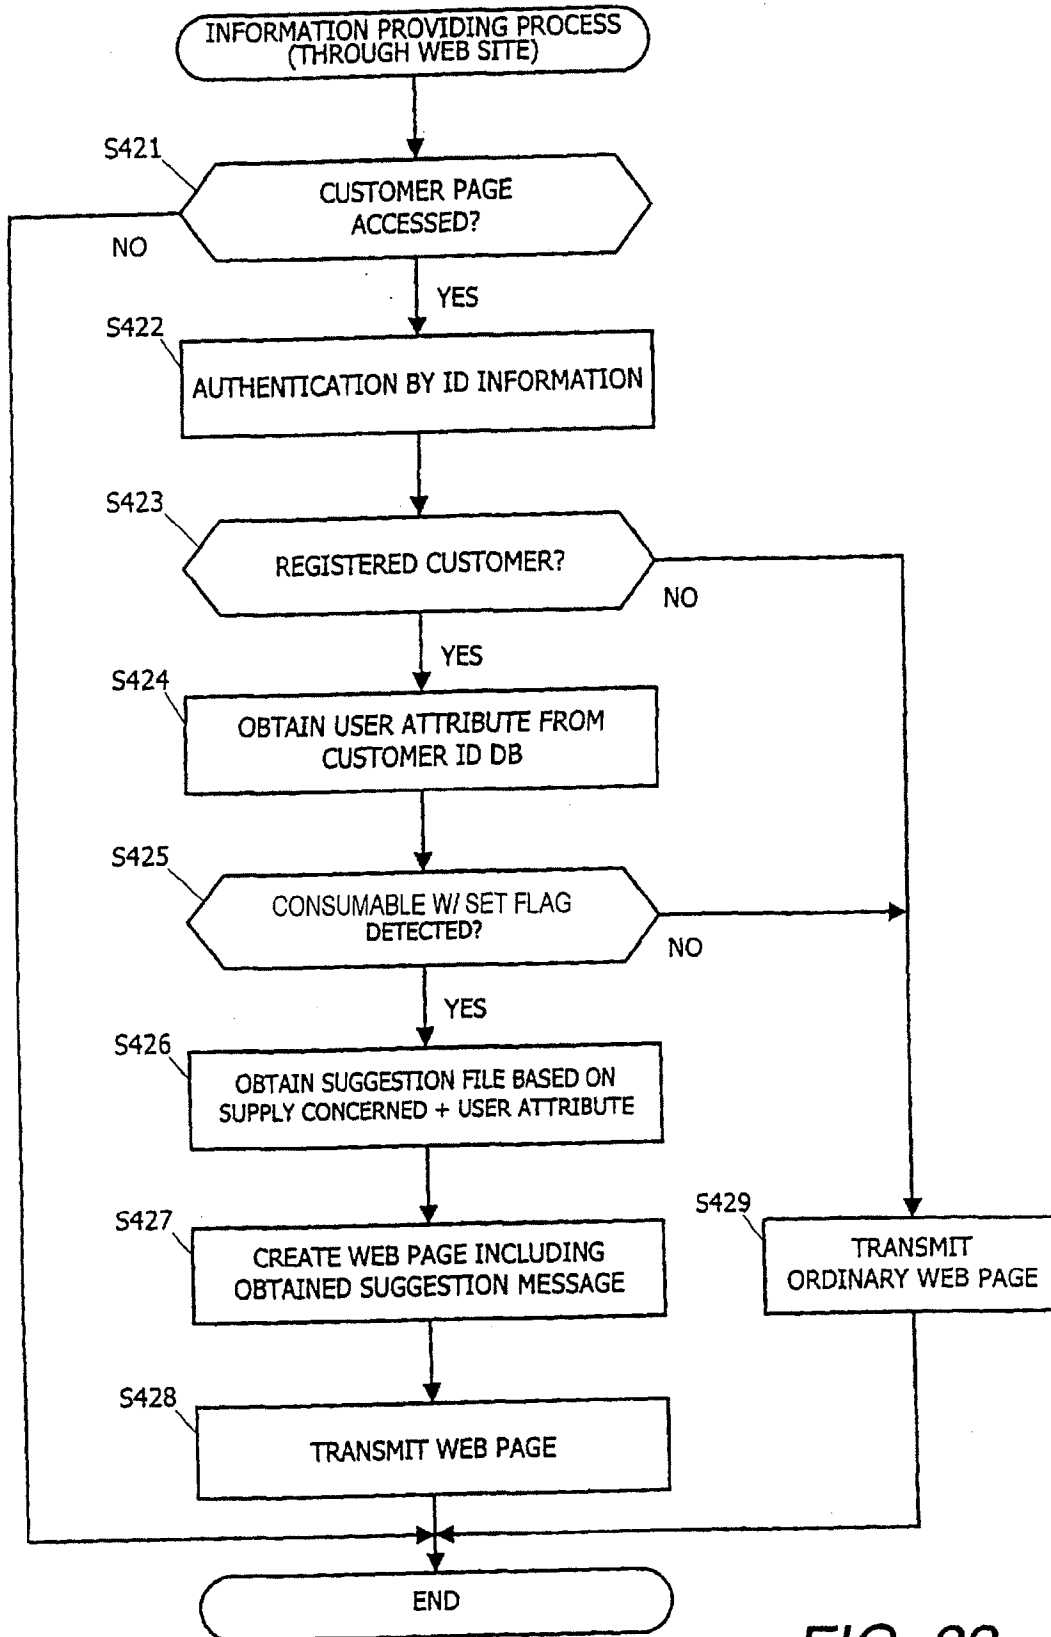 INFORMATION PROVIDING PROCESS
(THROUGH WEB SITE)
S421
CUSTOMER PAGE
ACCESSED?
NO
YES
S422
AUTHENTICATION BY ID INFORMATION
S423
REGISTERED CUSTOMER?
NO
YES
S424
OBTAIN USER ATTRIBUTE FROM
CUSTOMER ID DB
S425
CONSUMABLE W/ SET FLAG
DETECTED?
NO
YES
S426
OBTAIN SUGGESTION FILE BASED ON
SUPPLY CONCERNED + USER ATTRIBUTE
S427
CREATE WEB PAGE INCLUDING
OBTAINED SUGGESTION MESSAGE
S429
TRANSMIT
ORDINARY WEB PAGE
S428
TRANSMIT WEB PAGE
END